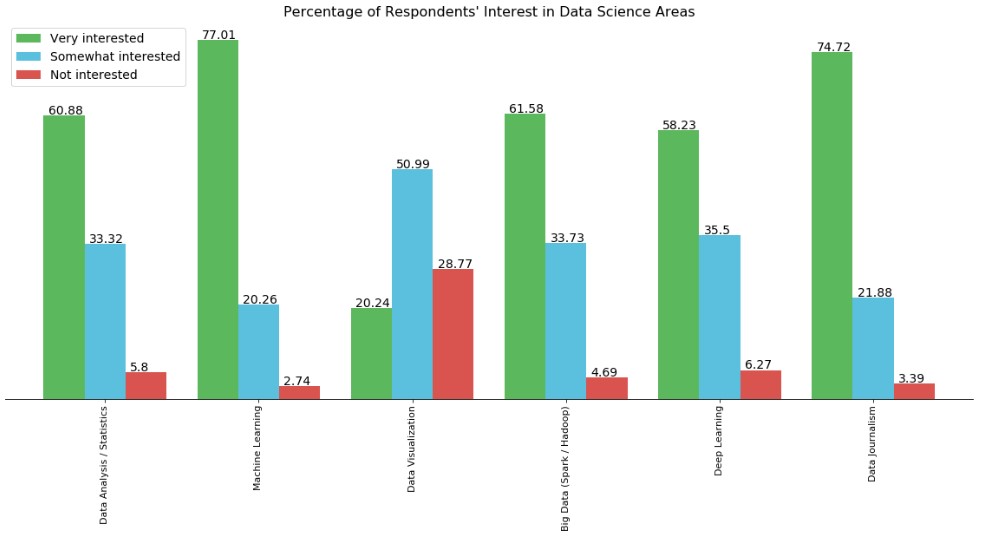 Percentage of Respondents' Interest in Data Science Areas
Very interested
Somewhat interested
Not interested
60.88
33.32
5.8
77.01
20.26
2.74
20.24
50.99
28.77
61.58
33.73
4.69
58.23
35.5
6.27
74.72
21.88
3.39
Data Analysis / Statistics
Machine Learning
Data Visualization
Big Data (Spark / Hadoop)
Deep Learning
Data Journalism